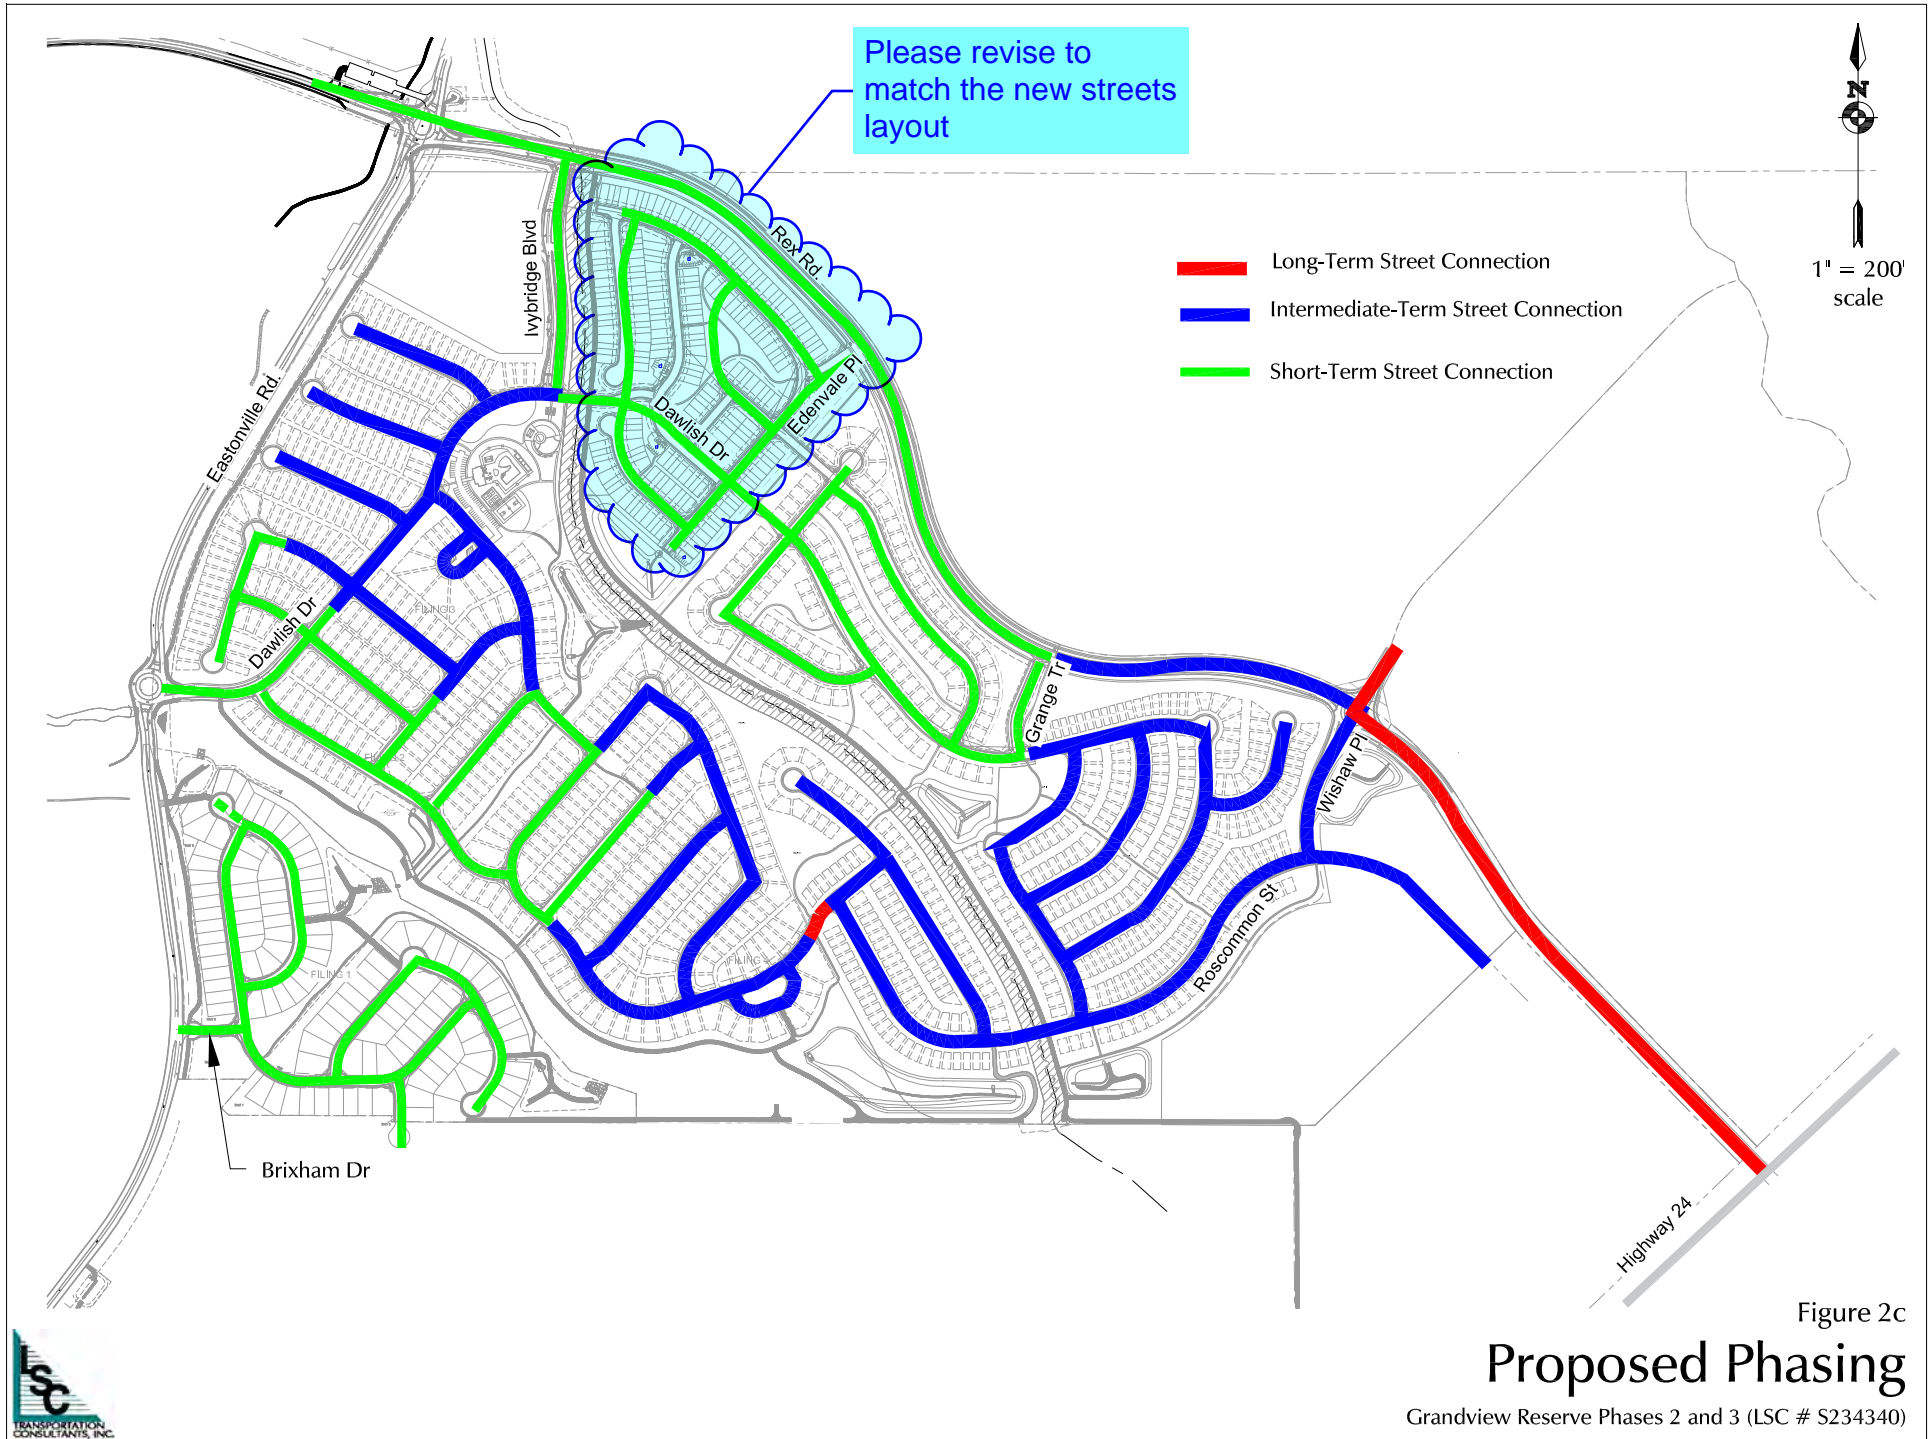 Please revise to
match the new streets
layout
N
1" = 200'
scale
Long-Term Street Connection
Intermediate-Term Street Connection
Short-Term Street Connection
Ivybridge Blvd
Rex Rd.
Eastonville Rd.
Dawlish Dr
Edenvale Pl
Dawlish Dr
Grange Tr
Wishaw Pl
Roscommon St
FILING 3
FILING 1
Brixham Dr
Highway 24
Figure 2c
Proposed Phasing
Grandview Reserve Phases 2 and 3 (LSC # S234340)
LSC
TRANSPORTATION
CONSULTANTS, INC.